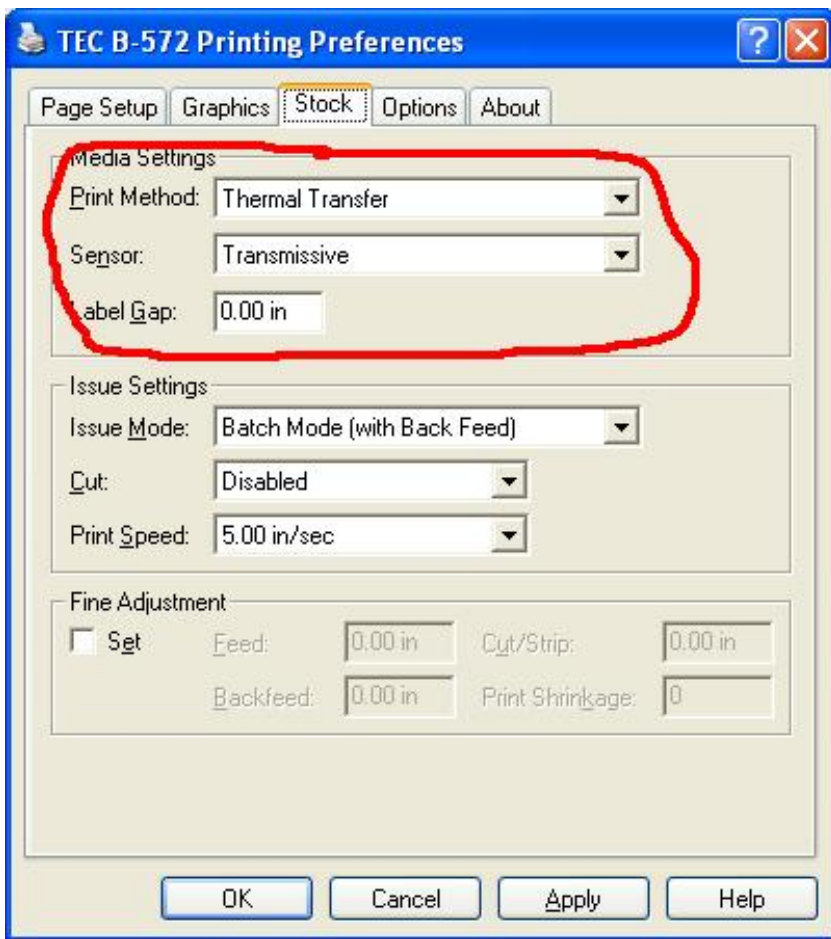 TEC B-572 Printing Preferences
Page Setup Graphics Stock Options About
Media Settings
Print Method: Thermal Transfer
Sensor: Transmissive
Label Gap: 0.00 in
Issue Settings
Issue Mode: Batch Mode (with Back Feed)
Cut: Disabled
Print Speed: 5.00 in/sec
Fine Adjustment
Set Feed: 0.00 in Cut/Strip: 0.00 in
Backfeed: 0.00 in Print Shrinkage: 0
OK Cancel Apply Help